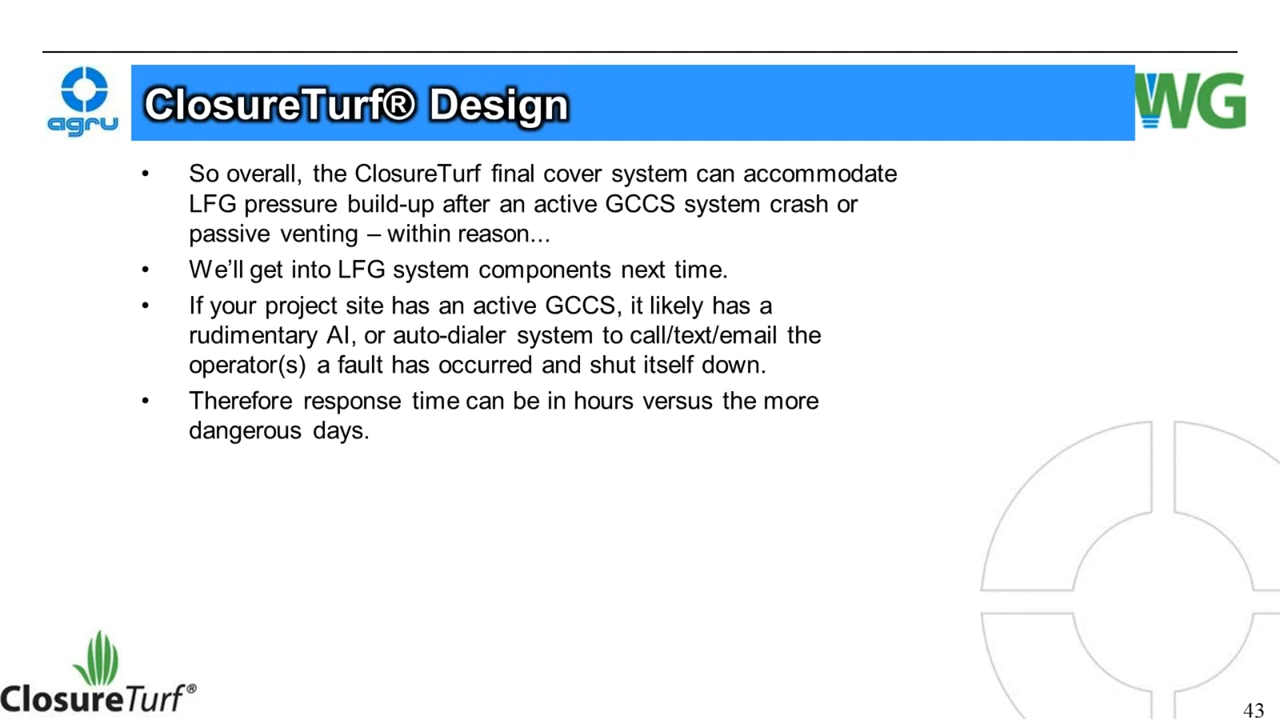 agru
ClosureTurf® Design
WG
• So overall, the ClosureTurf final cover system can accommodate
LFG pressure build-up after an active GCCS system crash or
passive venting – within reason...
• We’ll get into LFG system components next time.
• If your project site has an active GCCS, it likely has a
rudimentary AI, or auto-dialer system to call/text/email the
operator(s) a fault has occurred and shut itself down.
• Therefore response time can be in hours versus the more
dangerous days.
ClosureTurf®
43